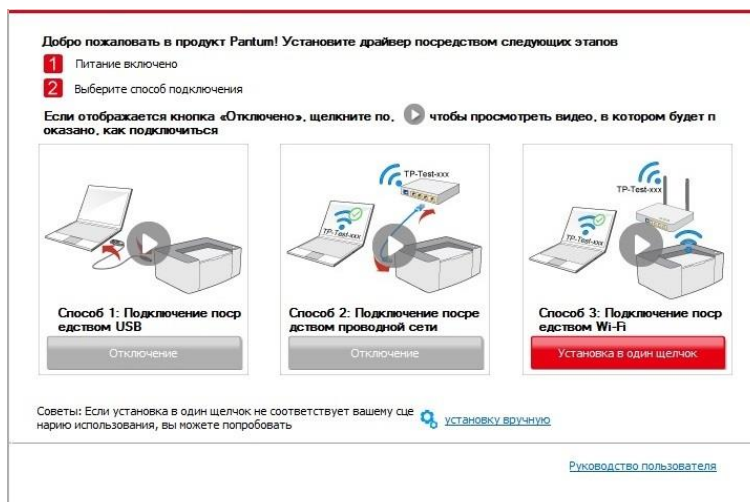 Добро пожаловать в продукт Pantum! Установите драйвер посредством следующих этапов
1 Питание включено
2 Выберите способ подключения
Если отображается кнопка «Отключено», щелкните по, чтобы просмотреть видео, в котором будет п
оказано, как подключиться
TP-Test-xxx
TP-Test-xxx
TP-Test-xxx
TP-Test-xxx
Способ 1: Подключение поср
едством USB
Отключение
Способ 2: Подключение посре
дством проводной сети
Отключение
Способ 3: Подключение поср
едством Wi-Fi
Установка в один щелчок
Советы: Если установка в один щелчок не соответствует вашему сце
нарию использования, вы можете попробовать
установку вручную
Руководство пользователя